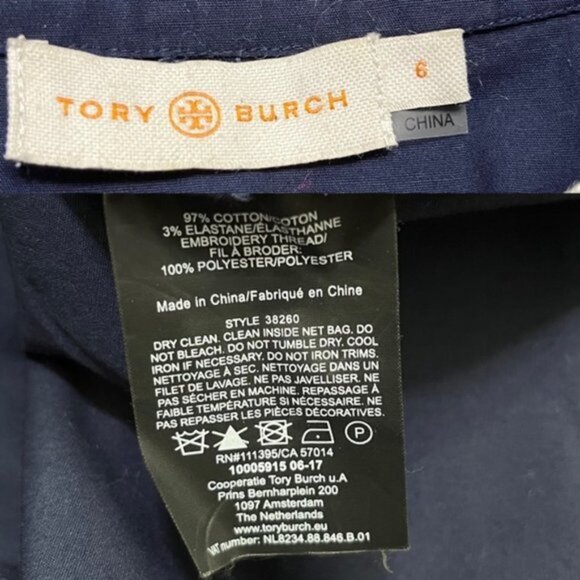 TORY BURCH
6
CHINA
97% COTTON/COTON
3% ELASTANE/ÉLASTHANNE
EMBROIDERY THREAD/
FIL À BRODER:
100% POLYESTER/POLYESTER
Made in China/Fabriqué en Chine
STYLE 38260
DRY CLEAN. CLEAN INSIDE NET BAG. DO
NOT BLEACH. DO NOT TUMBLE DRY. COOL
IRON IF NECESSARY. DO NOT IRON TRIMS.
NETTOYAGE À SEC. NETTOYAGE DANS UN
FILET DE LAVAGE. NE PAS JAVELLISER. NE
PAS SÉCHER EN MACHINE. REPASSAGE À
FAIBLE TEMPÉRATURE SI NÉCESSAIRE. NE
PAS REPASSER LES PIÈCES DÉCORATIVES.
P
RN#111395/CA 57014
10005915 06-17
Cooperatie Tory Burch u.A
Prins Bernharplein 200
1097 Amsterdam
The Netherlands
www.toryburch.eu
VAT number: NL8234.88.846.B.01